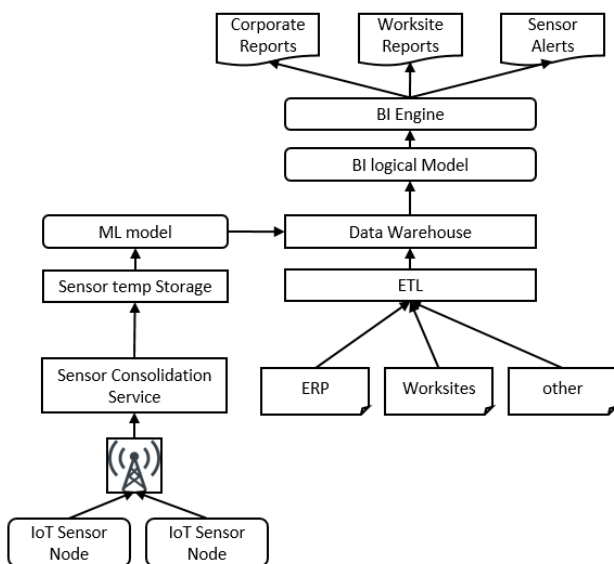 Corporate
Reports
Worksite
Reports
Sensor
Alerts
BI Engine
BI logical Model
ML model
Data Warehouse
Sensor temp Storage
ETL
Sensor Consolidation
Service
ERP
Worksites
other
IoT Sensor
Node
IoT Sensor
Node